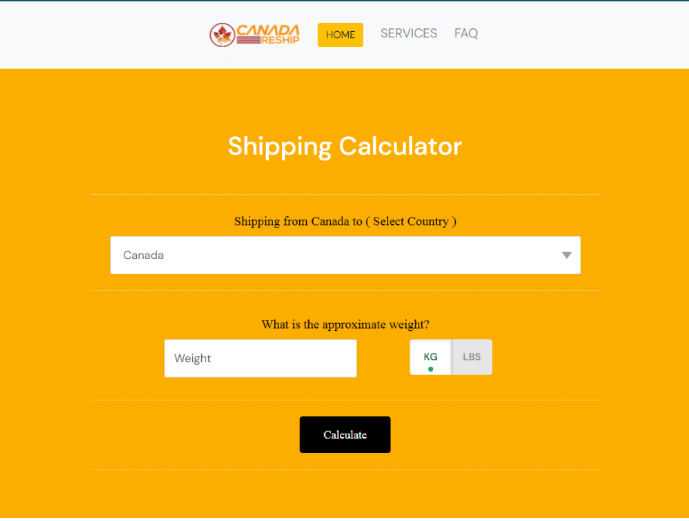 CANADA
RESHIP
HOME
SERVICES
FAQ
Shipping Calculator
Shipping from Canada to ( Select Country )
Canada
What is the approximate weight?
Weight
KG
LBS
Calculate